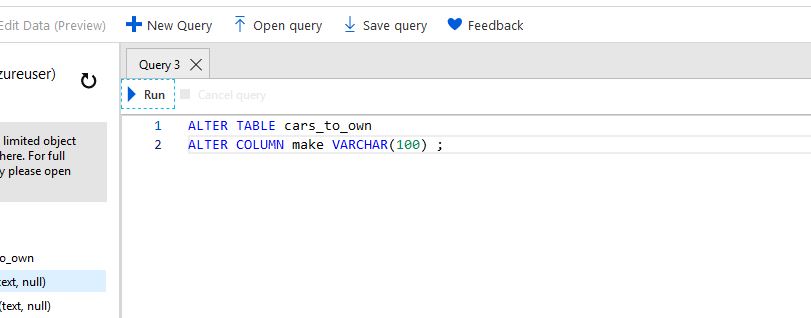 Edit Data (Preview) New Query Open query Save query Feedback
zureuser)
Query 3
Run Cancel query
limited object
here. For full
y please open
1 ALTER TABLE cars_to_own
2 ALTER COLUMN make VARCHAR(100) ;
o_own
text, null)
(text, null)